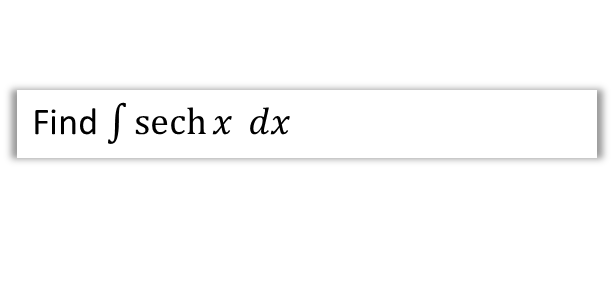 Find ∫ sech x dx